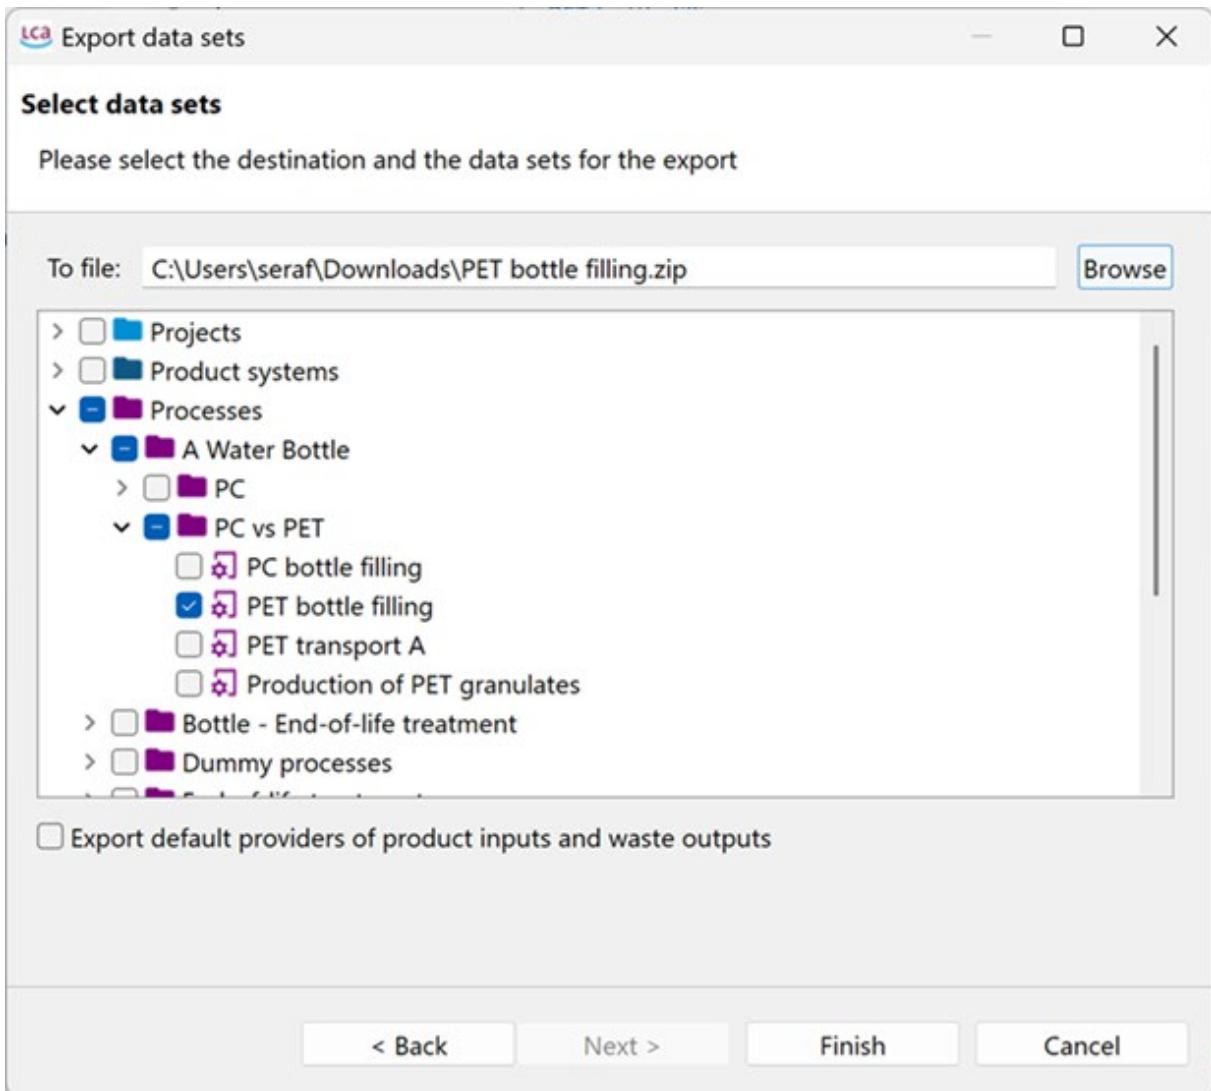 LCA Export data sets
Select data sets
Please select the destination and the data sets for the export
To file: C:\Users\seraf\Downloads\PET bottle filling.zip Browse
Projects
Product systems
Processes
A Water Bottle
PC
PC vs PET
PC bottle filling
PET bottle filling
PET transport A
Production of PET granulates
Bottle - End-of-life treatment
Dummy processes
Export default providers of product inputs and waste outputs
< Back Next > Finish Cancel